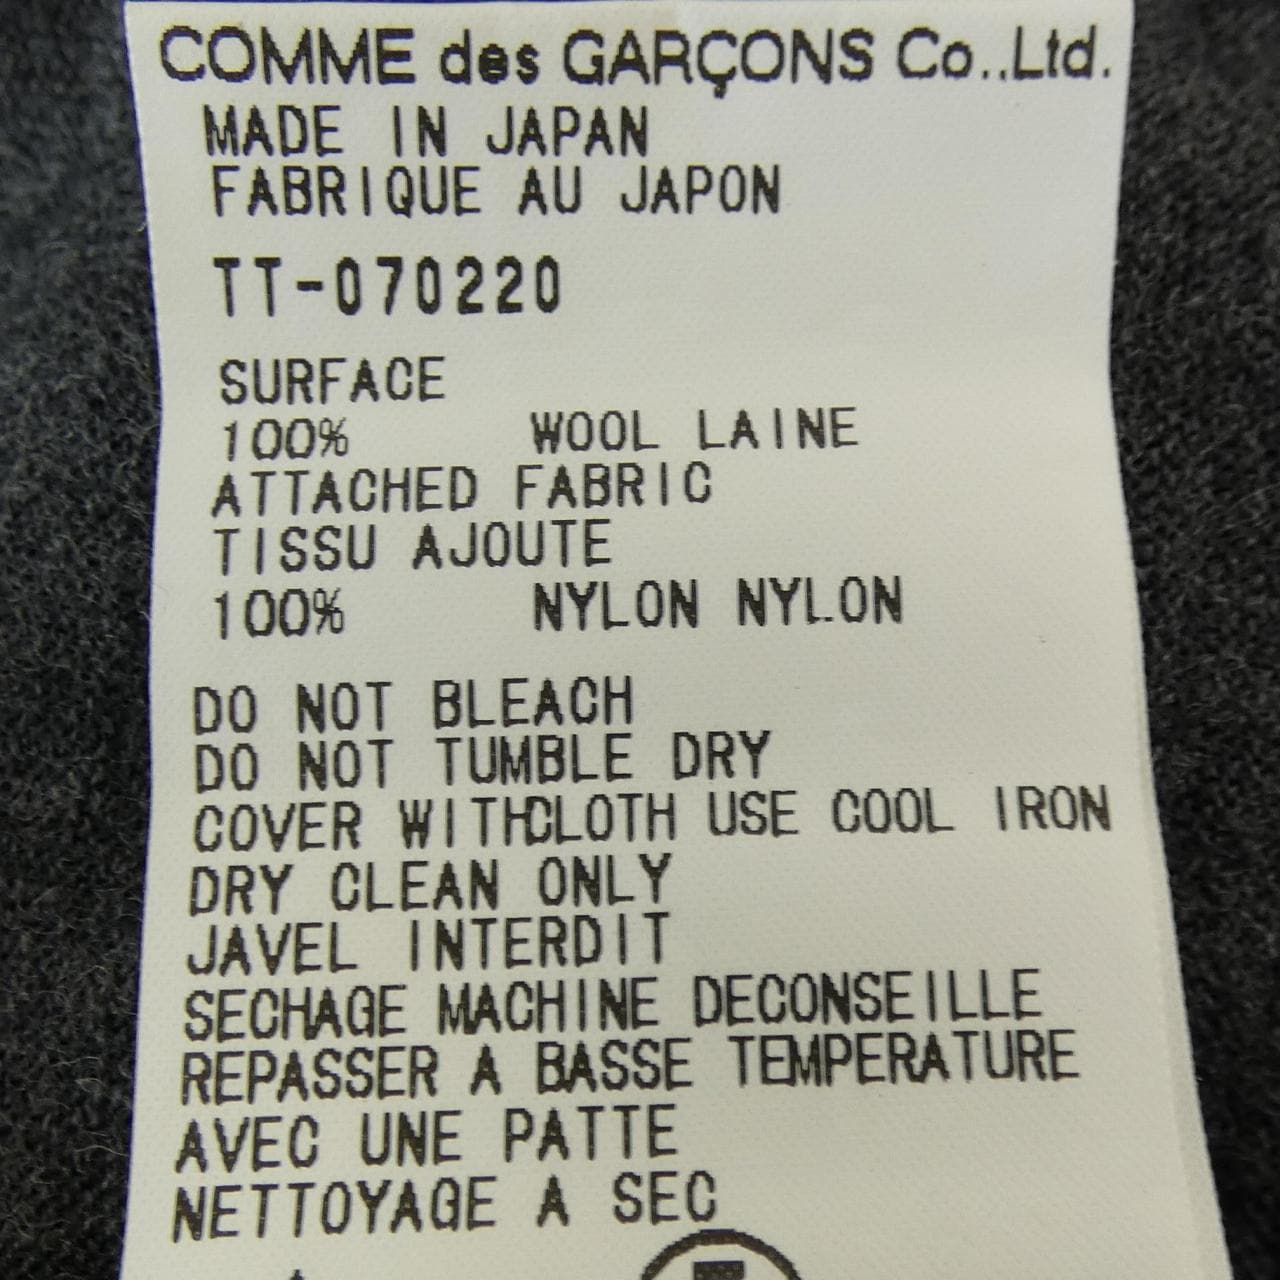 COMME des GARÇONS Co.,Ltd.
MADE IN JAPAN
FABRIQUE AU JAPON
TT-070220
SURFACE
100% WOOL LAINE
ATTACHED FABRIC
TISSU AJOUTE
100% NYLON NYLON
DO NOT BLEACH
DO NOT TUMBLE DRY
COVER WITHCLOTH USE COOL IRON
DRY CLEAN ONLY
JAVEL INTERDIT
SECHAGE MACHINE DECONSEILLE
REPASSER A BASSE TEMPERATURE
AVEC UNE PATTE
NETTOYAGE A SEC